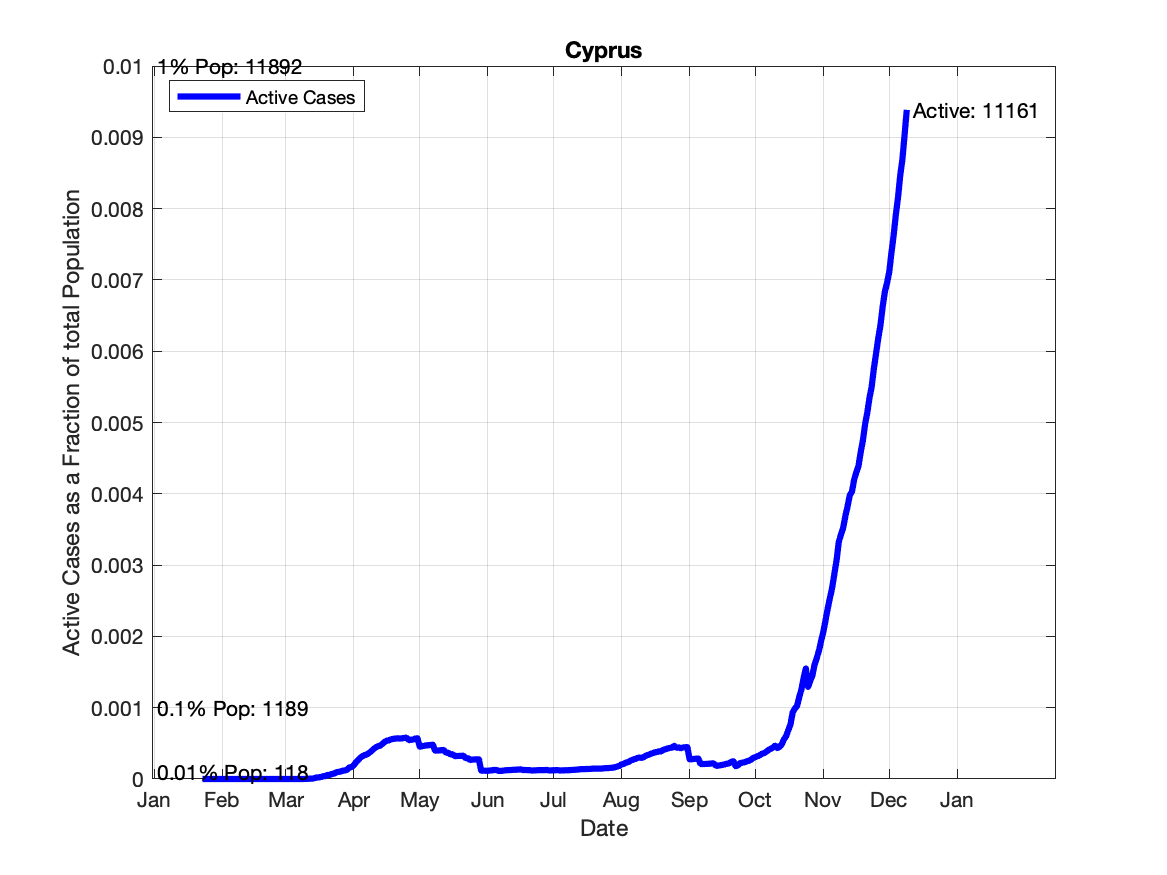 Cyprus
0.01
1% Pop: 11892
Active Cases
Active: 11161
0.009
0.008
0.007
0.006
0.005
0.004
0.003
0.002
0.001
0.1% Pop: 1189
0
0.01% Pop: 118
Active Cases as a Fraction of total Population
Jan Feb Mar Apr May Jun Jul Aug Sep Oct Nov Dec Jan
Date